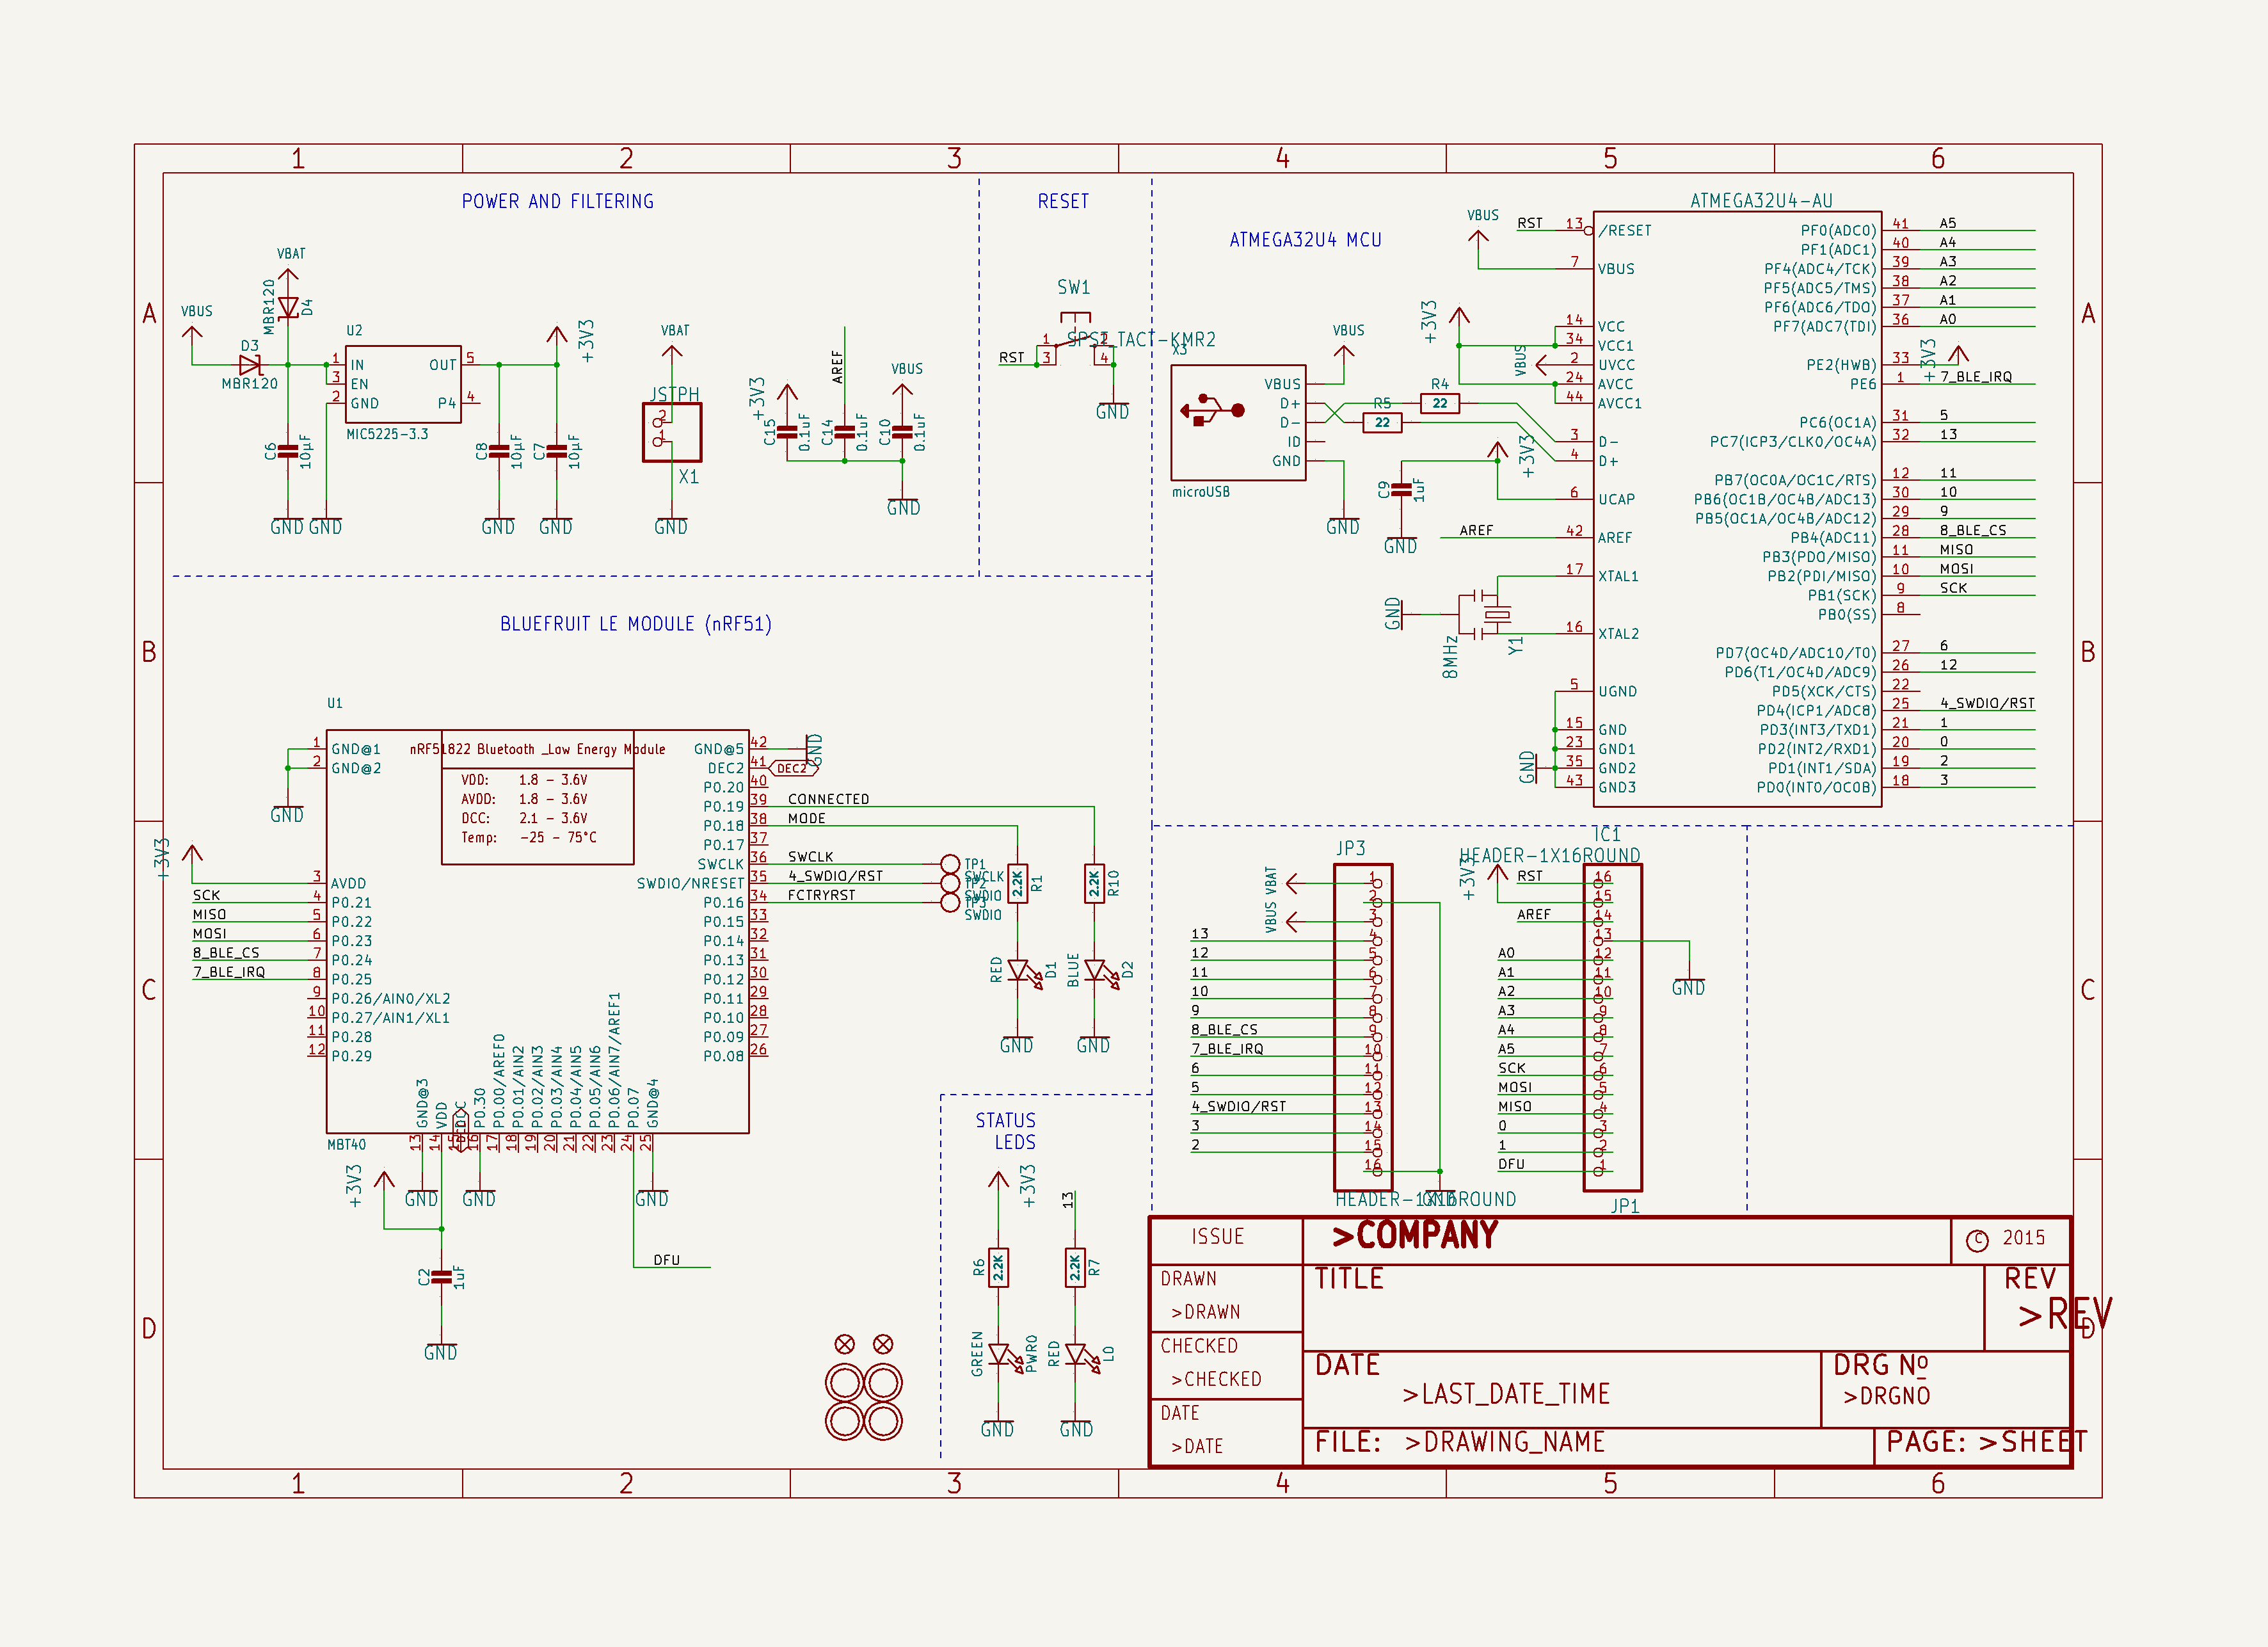 1 2 3 4 5 6
A
B
C
D
POWER AND FILTERING
VBAT
MBR120
D4
VBUS
D3
MBR120
U2
1 IN
3 EN
2 GND
OUT 5
P4 4
MIC5225-3.3
+3V3
C6
10µF
C8
10µF
C7
10µF
GND GND
GND GND
VBAT
JSTPH
2
1
X1
GND
+3V3
C15
0.1uF
AREF
C14
0.1uF
VBUS
C10
0.1uF
GND
RESET
SW1
SPST_TACT-KMR2
1 2
3 4
RST
GND
ATMEGA32U4 MCU
X3
VBUS
D+
D-
ID
GND
microUSB
VBUS
GND
R4
22
R5
22
C9
1uF
GND
+3V3
AREF
GND
8MHz
Y1
VBUS
RST
+3V3
VBUS
GND
ATMEGA32U4-AU
13 /RESET
7 VBUS
14 VCC
34 VCC1
2 UVCC
24 AVCC
44 AVCC1
3 D-
4 D+
6 UCAP
42 AREF
17 XTAL1
16 XTAL2
5 UGND
15 GND
23 GND1
35 GND2
43 GND3
PF0(ADC0) 41 A5
PF1(ADC1) 40 A4
PF4(ADC4/TCK) 39 A3
PF5(ADC5/TMS) 38 A2
PF6(ADC6/TDO) 37 A1
PF7(ADC7(TDI) 36 A0
PE2(HWB) 33 +3V3
PE6 1 7_BLE_IRQ
PC6(OC1A) 31 5
PC7(ICP3/CLK0/OC4A) 32 13
PB7(OC0A/OC1C/RTS) 12 11
PB6(OC1B/OC4B/ADC13) 30 10
PB5(OC1A/OC4B/ADC12) 29 9
PB4(ADC11) 28 8_BLE_CS
PB3(PDO/MISO) 11 MISO
PB2(PDI/MISO) 10 MOSI
PB1(SCK) 9 SCK
PB0(SS) 8
PD7(OC4D/ADC10/T0) 27 6
PD6(T1/OC4D/ADC9) 26 12
PD5(XCK/CTS) 22
PD4(ICP1/ADC8) 25 4_SWDIO/RST
PD3(INT3/TXD1) 21 1
PD2(INT2/RXD1) 20 0
PD1(INT1/SDA) 19 2
PD0(INT0/OC0B) 18 3
BLUEFRUIT LE MODULE (nRF51)
U1
nRF51822 Bluetooth _Low Energy Module
VDD: 1.8 - 3.6V
AVDD: 1.8 - 3.6V
DCC: 2.1 - 3.6V
Temp: -25 - 75°C
1 GND@1
2 GND@2
GND
+3V3
3 AVDD
SCK 4 P0.21
MISO 5 P0.22
MOSI 6 P0.23
8_BLE_CS 7 P0.24
7_BLE_IRQ 8 P0.25
9 P0.26/AIN0/XL2
10 P0.27/AIN1/XL1
11 P0.28
12 P0.29
GND@5 42 GND
DEC2 41 DEC2
P0.20 40
P0.19 39 CONNECTED
P0.18 38 MODE
P0.17 37
SWCLK 36 SWCLK
SWDIO/NRESET 35 4_SWDIO/RST
P0.16 34 FCTRYRST
P0.15 33
P0.14 32
P0.13 31
P0.12 30
P0.11 29
P0.10 28
P0.09 27
P0.08 26
13 GND@3
14 VDD
16 P0.30
17 P0.00/AREF0
18 P0.01/AIN2
19 P0.02/AIN3
20 P0.03/AIN4
21 P0.04/AIN5
22 P0.05/AIN6
23 P0.06/AIN7/AREF1
24 P0.07
25 GND@4
MBT40
+3V3
GND
GND
GND
DFU
C2
1uF
GND
TP1
SWCLK
TP2
SWDIO
TP3
SWDIO
2.2K
R1
2.2K
R10
RED
D1
BLUE
D2
GND GND
STATUS
LEDS
+3V3
13
R6
2.2K
2.2K
R7
GREEN
PWR0
RED
L0
GND GND
JP3
VBAT 1
2
VBUS 3
13 4
12 5
11 6
10 7
9 8
8_BLE_CS 9
7_BLE_IRQ 10
6 11
5 12
4_SWDIO/RST 13
3 14
2 15
16
HEADER-1X16ROUND
GND
IC1
HEADER-1X16ROUND
+3V3
RST 16
15
AREF 14
13
A0 12
A1 11
A2 10
A3 9
A4 8
A5 7
SCK 6
MOSI 5
MISO 4
0 3
1 2
DFU 1
GND
JP1
ISSUE
>COMPANY
© 2015
DRAWN
>DRAWN
TITLE
REV
>REV
CHECKED
>CHECKED
DATE
>LAST_DATE_TIME
DRG Nº
>DRGNO
DATE
>DATE
FILE: >DRAWING_NAME
PAGE: >SHEET
A
B
C
D
1 2 3 4 5 6